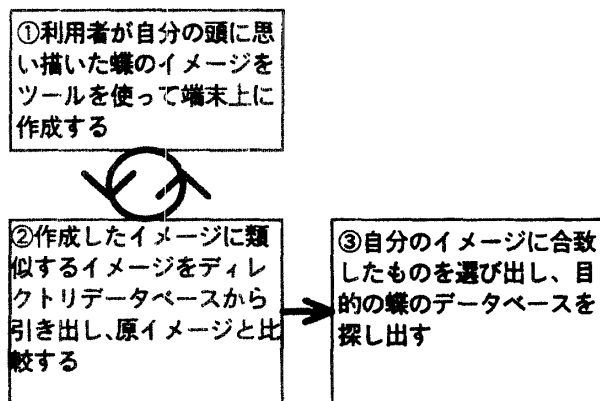 ①利用者が自分の頭に思
い描いた蝶のイメージを
ツールを使って端末上に
作成する
②作成したイメージに類
似するイメージをディレ
クトリデータベースから
引き出し、原イメージと比
較する
③自分のイメージに合致
したものを選び出し、目
的の蝶のデータベースを
探し出す